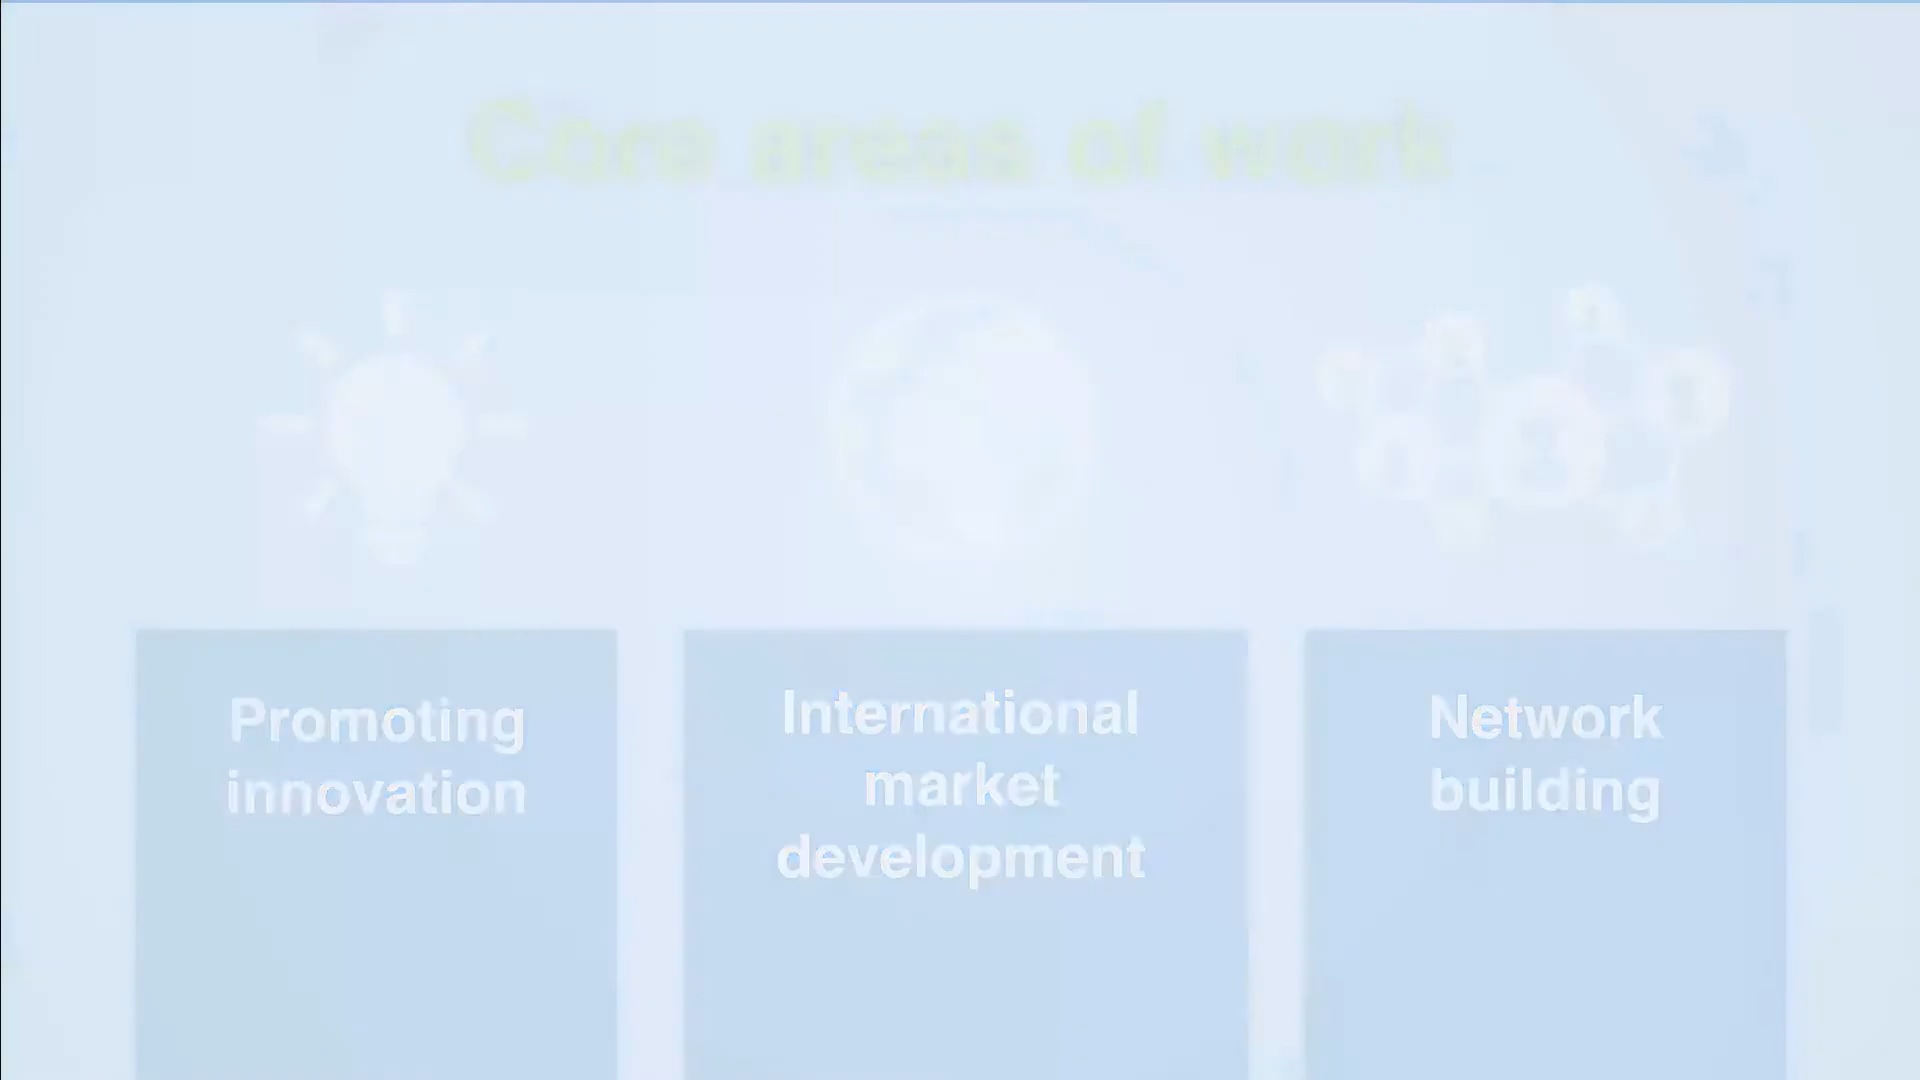 Core areas of work
Promoting
innovation
International
market
development
Network
building